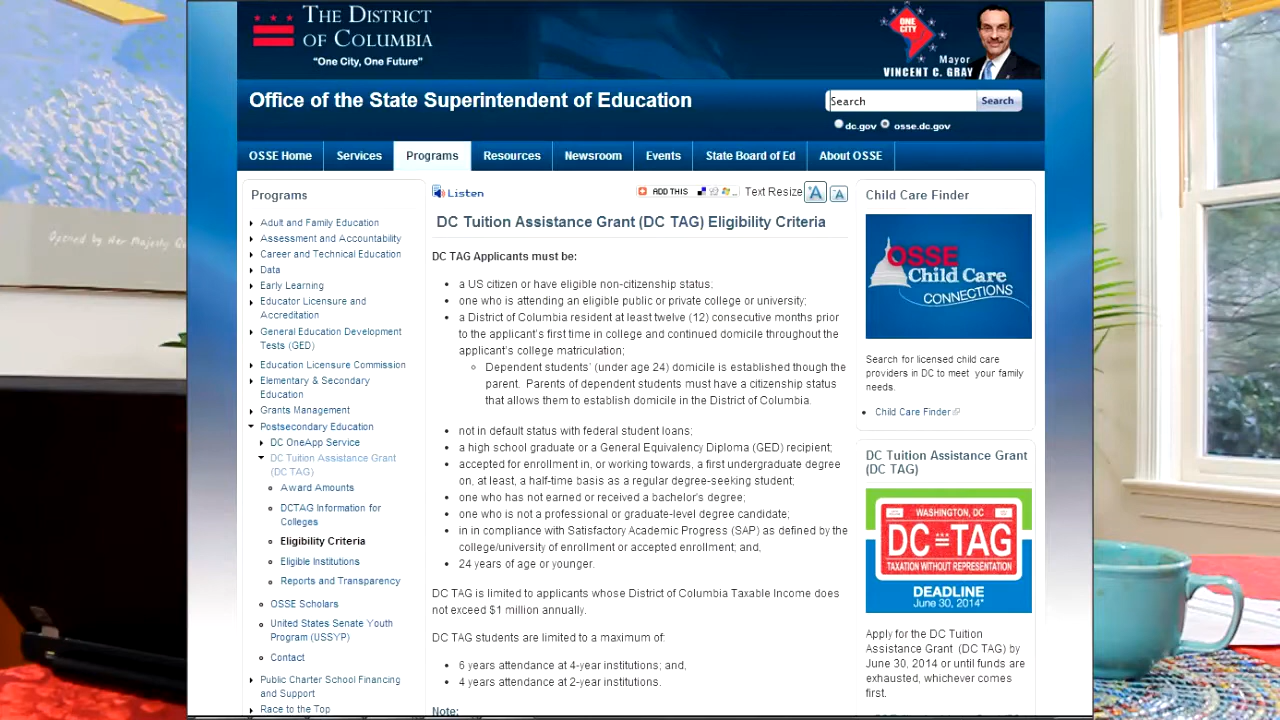 THE DISTRICT
OF COLUMBIA
"One City, One Future"
ONE
CITY
Mayor
VINCENT C. GRAY
Office of the State Superintendent of Education
Search
Search
dc.gov
osse.dc.gov
OSSE Home
Services
Programs
Resources
Newsroom
Events
State Board of Ed
About OSSE
Programs
Adult and Family Education
Assessment and Accountability
Career and Technical Education
Data
Early Learning
Educator Licensure and
Accreditation
General Education Development
Tests (GED)
Education Licensure Commission
Elementary & Secondary
Education
Grants Management
Postsecondary Education
DC OneApp Service
DC Tuition Assistance Grant
(DC TAG)
Award Amounts
DCTAG Information for
Colleges
Eligibility Criteria
Eligible Institutions
Reports and Transparency
OSSE Scholars
United States Senate Youth
Program (USSYP)
Contact
Public Charter School Financing
and Support
Race to the Top
Listen
ADD THIS
Text Resize
A
A
DC Tuition Assistance Grant (DC TAG) Eligibility Criteria
DC TAG Applicants must be:
a US citizen or have eligible non-citizenship status;
one who is attending an eligible public or private college or university;
a District of Columbia resident at least twelve (12) consecutive months prior
to the applicant's first time in college and continued domicile throughout the
applicant's college matriculation;
Dependent students' (under age 24) domicile is established though the
parent. Parents of dependent students must have a citizenship status
that allows them to establish domicile in the District of Columbia.
not in default status with federal student loans;
a high school graduate or a General Equivalency Diploma (GED) recipient;
accepted for enrollment in, or working towards, a first undergraduate degree
on, at least, a half-time basis as a regular degree-seeking student;
one who has not earned or received a bachelor's degree;
one who is not a professional or graduate-level degree candidate;
in in compliance with Satisfactory Academic Progress (SAP) as defined by the
college/university of enrollment or accepted enrollment; and,
24 years of age or younger.
DC TAG is limited to applicants whose District of Columbia Taxable Income does
not exceed $1 million annually.
DC TAG students are limited to a maximum of:
6 years attendance at 4-year institutions; and,
4 years attendance at 2-year institutions.
Note:
Child Care Finder
OSSE
Child Care
CONNECTIONS
Search for licensed child care
providers in DC to meet your family
needs.
Child Care Finder
DC Tuition Assistance Grant
(DC TAG)
WASHINGTON, DC
DC TAG
TAXATION WITHOUT REPRESENTATION
DEADLINE
June 30, 2014*
Apply for the DC Tuition
Assistance Grant (DC TAG) by
June 30, 2014 or until funds are
exhausted, whichever comes
first.
Opened by Her Majesty